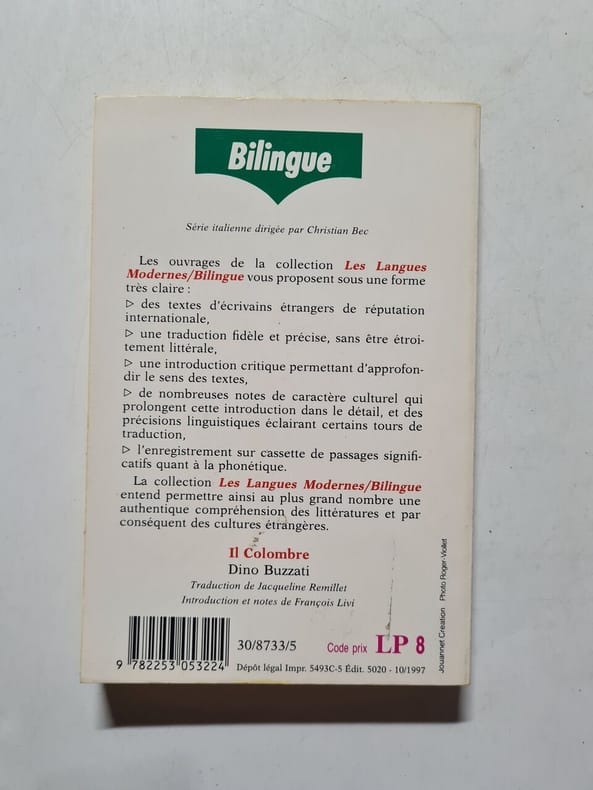 Bilingue
Série italienne dirigée par Christian Bec
Les ouvrages de la collection Les Langues
Modernes/Bilingue vous proposent sous une forme
très claire :
▷ des textes d'écrivains étrangers de réputation
internationale,
▷ une traduction fidèle et précise, sans être étroi-
tement littérale,
▷ une introduction critique permettant d'approfon-
dir le sens des textes,
▷ de nombreuses notes de caractère culturel qui
prolongent cette introduction dans le détail, et des
précisions linguistiques éclairant certains tours de
traduction,
▷ l'enregistrement sur cassette de passages signifi-
catifs quant à la phonétique.
La collection Les Langues Modernes/Bilingue
entend permettre ainsi au plus grand nombre une
authentique compréhension des littératures et par
conséquent des cultures étrangères.
Il Colombre
Dino Buzzati
Traduction de Jacqueline Remillet
Introduction et notes de François Livi
30/8733/5
Code prix LP 8
9 782253 053224
Dépôt légal Impr. 5493C-5 Édit. 5020 - 10/1997
Jouannet Création Photo Roger-Viollet